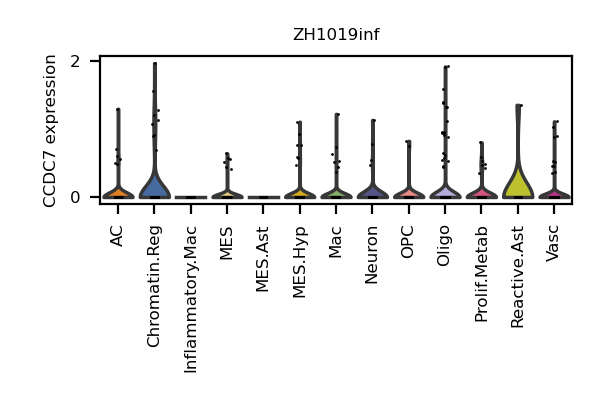 ZH1019inf
CCDC7 expression
2
0
AC
Chromatin.Reg
Inflammatory.Mac
MES
MES.Ast
MES.Hyp
Mac
Neuron
OPC
Oligo
Prolif.Metab
Reactive.Ast
Vasc